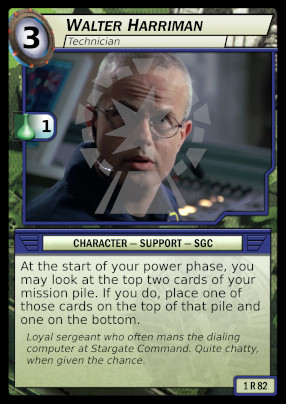 3
WALTER HARRIMAN
Technician
1
CHARACTER – SUPPORT – SGC
At the start of your power phase, you
may look at the top two cards of your
mission pile. If you do, place one of
those cards on the top of that pile and
one on the bottom.
Loyal sergeant who often mans the dialing
computer at Stargate Command. Quite chatty,
when given the chance.
1 R 82